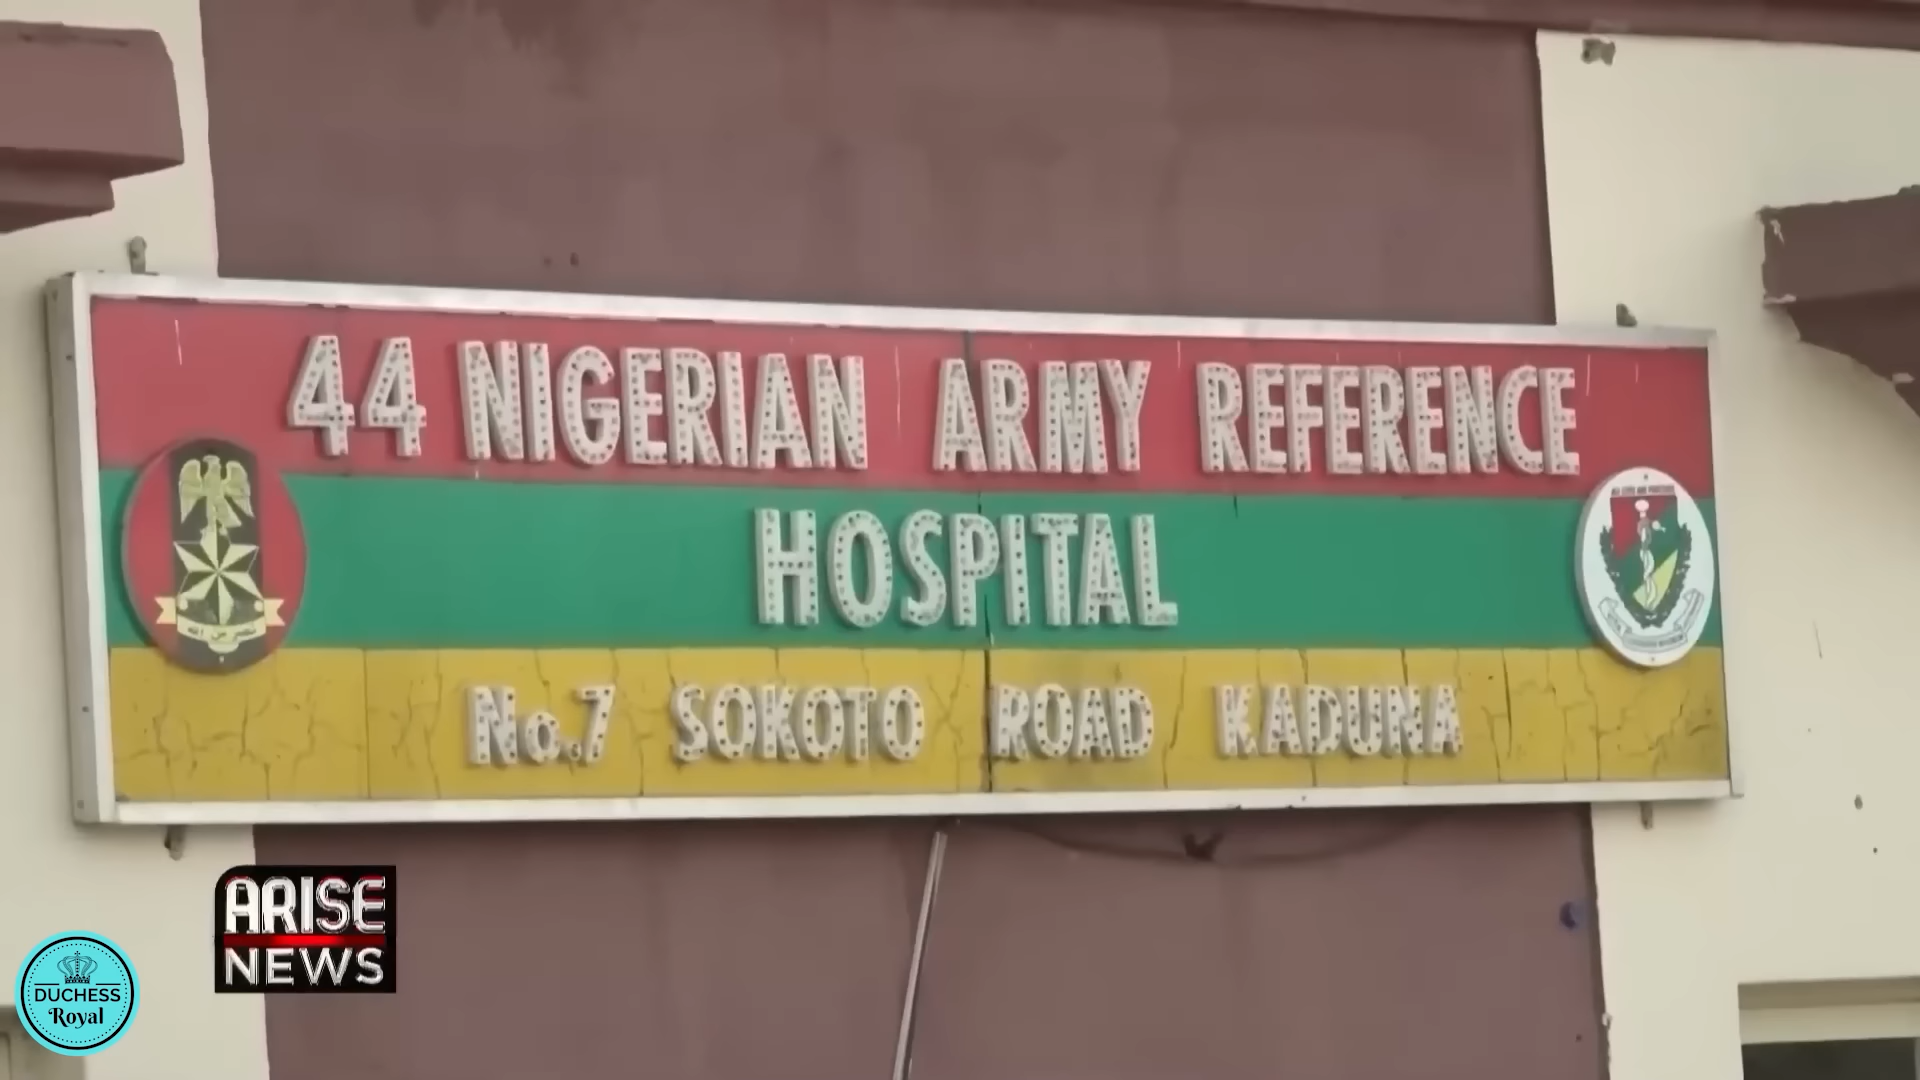 44 NIGERIAN ARMY REFERENCE
HOSPITAL
No.7 SOKOTO ROAD KADUNA
ARISE
NEWS
DUCHESS
Royal